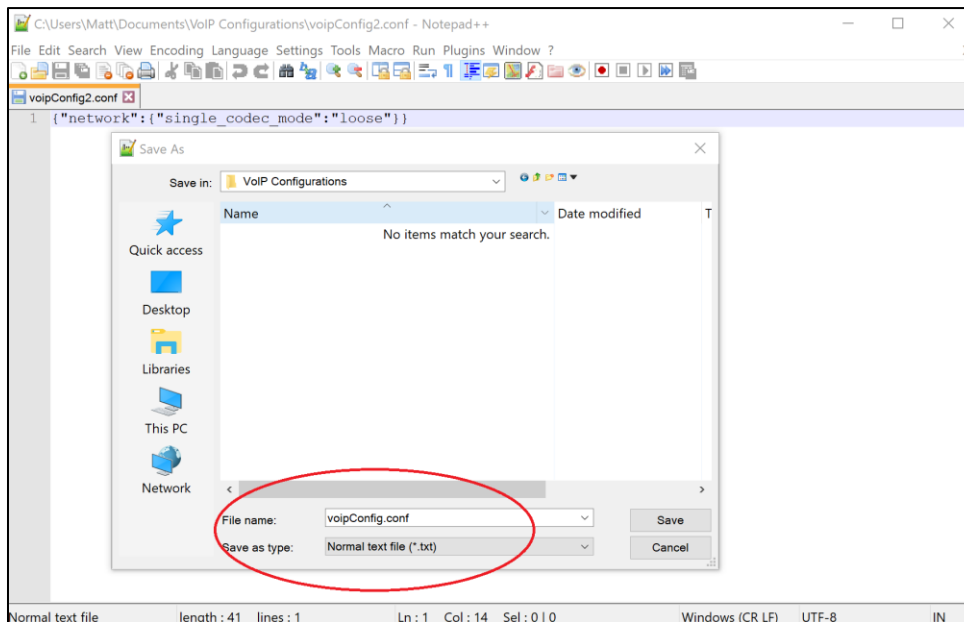 C:\Users\Matt\Documents\VoIP Configurations\voipConfig2.conf - Notepad++
File Edit Search View Encoding Language Settings Tools Macro Run Plugins Window ?
voipConfig2.conf
1 {"network":{"single_codec_mode":"loose"}}
Save As
Save in: VoIP Configurations
Name Date modified T
No items match your search.
Quick access
Desktop
Libraries
This PC
Network
File name: voipConfig.conf Save
Save as type: Normal text file (*.txt) Cancel
Normal text file length : 41 lines : 1 Ln : 1 Col : 14 Sel : 0 | 0 Windows (CR LF) UTF-8 IN